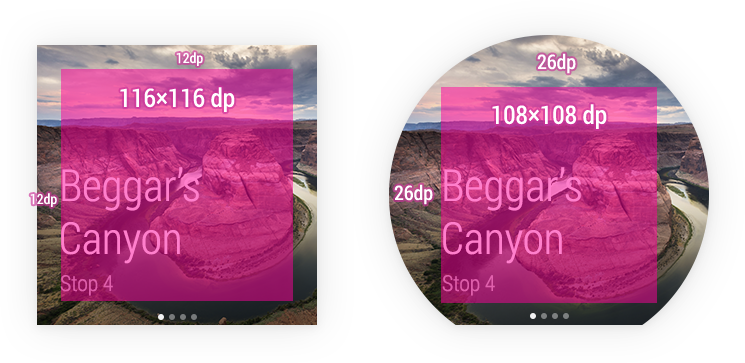 12dp
116×116 dp
12dp
Beggar's
Canyon
Stop 4
26dp
108×108 dp
26dp
Beggar's
Canyon
Stop 4